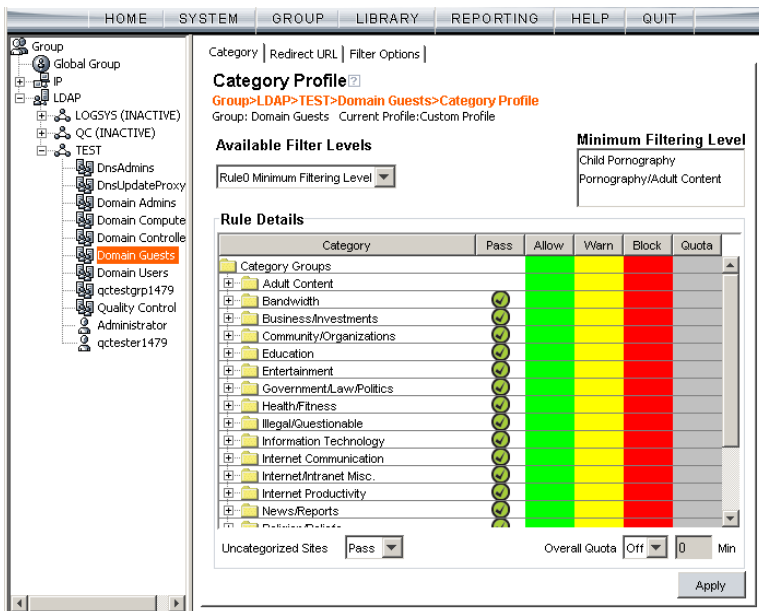 HOME SYSTEM GROUP LIBRARY REPORTING HELP QUIT
Group
Global Group
IP
LDAP
LOGSYS (INACTIVE)
QC (INACTIVE)
TEST
DnsAdmins
DnsUpdateProxy
Domain Admins
Domain Compute
Domain Controlle
Domain Guests
Domain Users
qctestgrp1479
Quality Control
Administrator
qctester1479
Category Redirect URL Filter Options
Category Profile
Group>LDAP>TEST>Domain Guests>Category Profile
Group: Domain Guests Current Profile:Custom Profile
Available Filter Levels
Rule0 Minimum Filtering Level
Minimum Filtering Level
Child Pornography
Pornography/Adult Content
Rule Details
Category Pass Allow Warn Block Quota
Category Groups
Adult Content
Bandwidth
Business/Investments
Community/Organizations
Education
Entertainment
Government/Law/Politics
Health/Fitness
Illegal/Questionable
Information Technology
Internet Communication
Internet/Intranet Misc.
Internet Productivity
News/Reports
Religion/Beliefs
Uncategorized Sites Pass
Overall Quota Off 0 Min
Apply